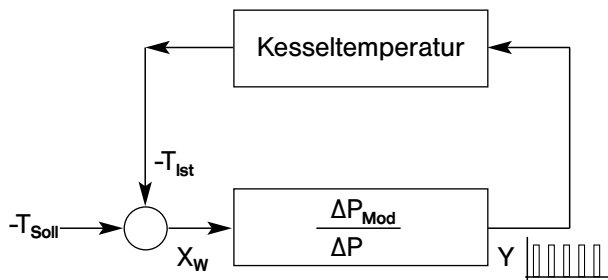 Kesseltemperatur
-T_Ist
-T_Soll
X_W
ΔP_Mod
ΔP
Y